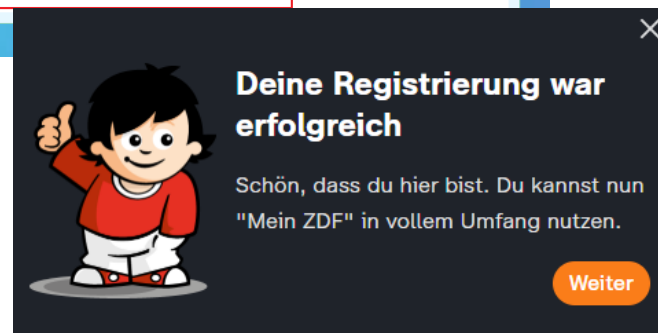 Deine Registrierung war
erfolgreich
Schön, dass du hier bist. Du kannst nun
"Mein ZDF" in vollem Umfang nutzen.
Weiter